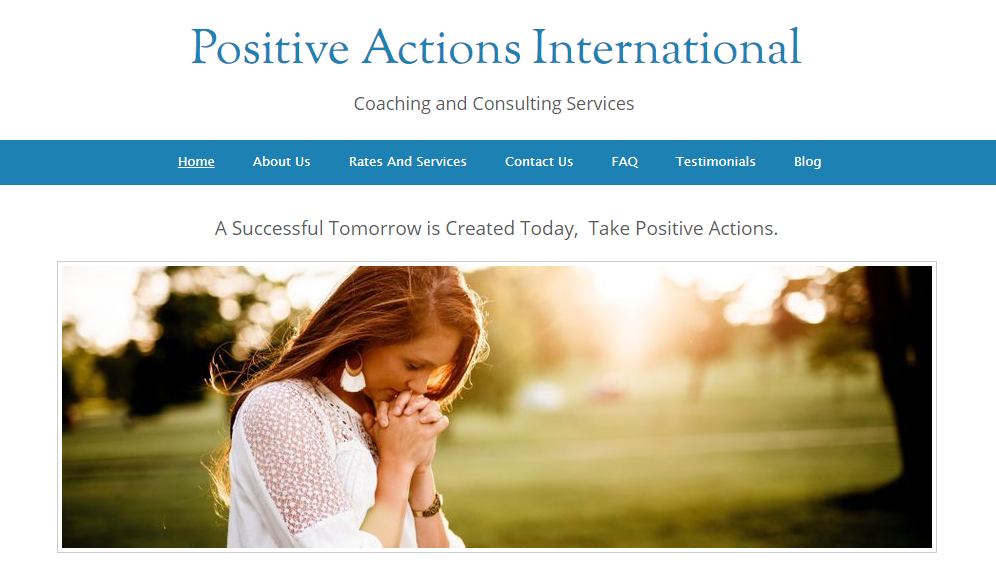 Positive Actions International
Coaching and Consulting Services
Home About Us Rates And Services Contact Us FAQ Testimonials Blog
A Successful Tomorrow is Created Today,  Take Positive Actions.